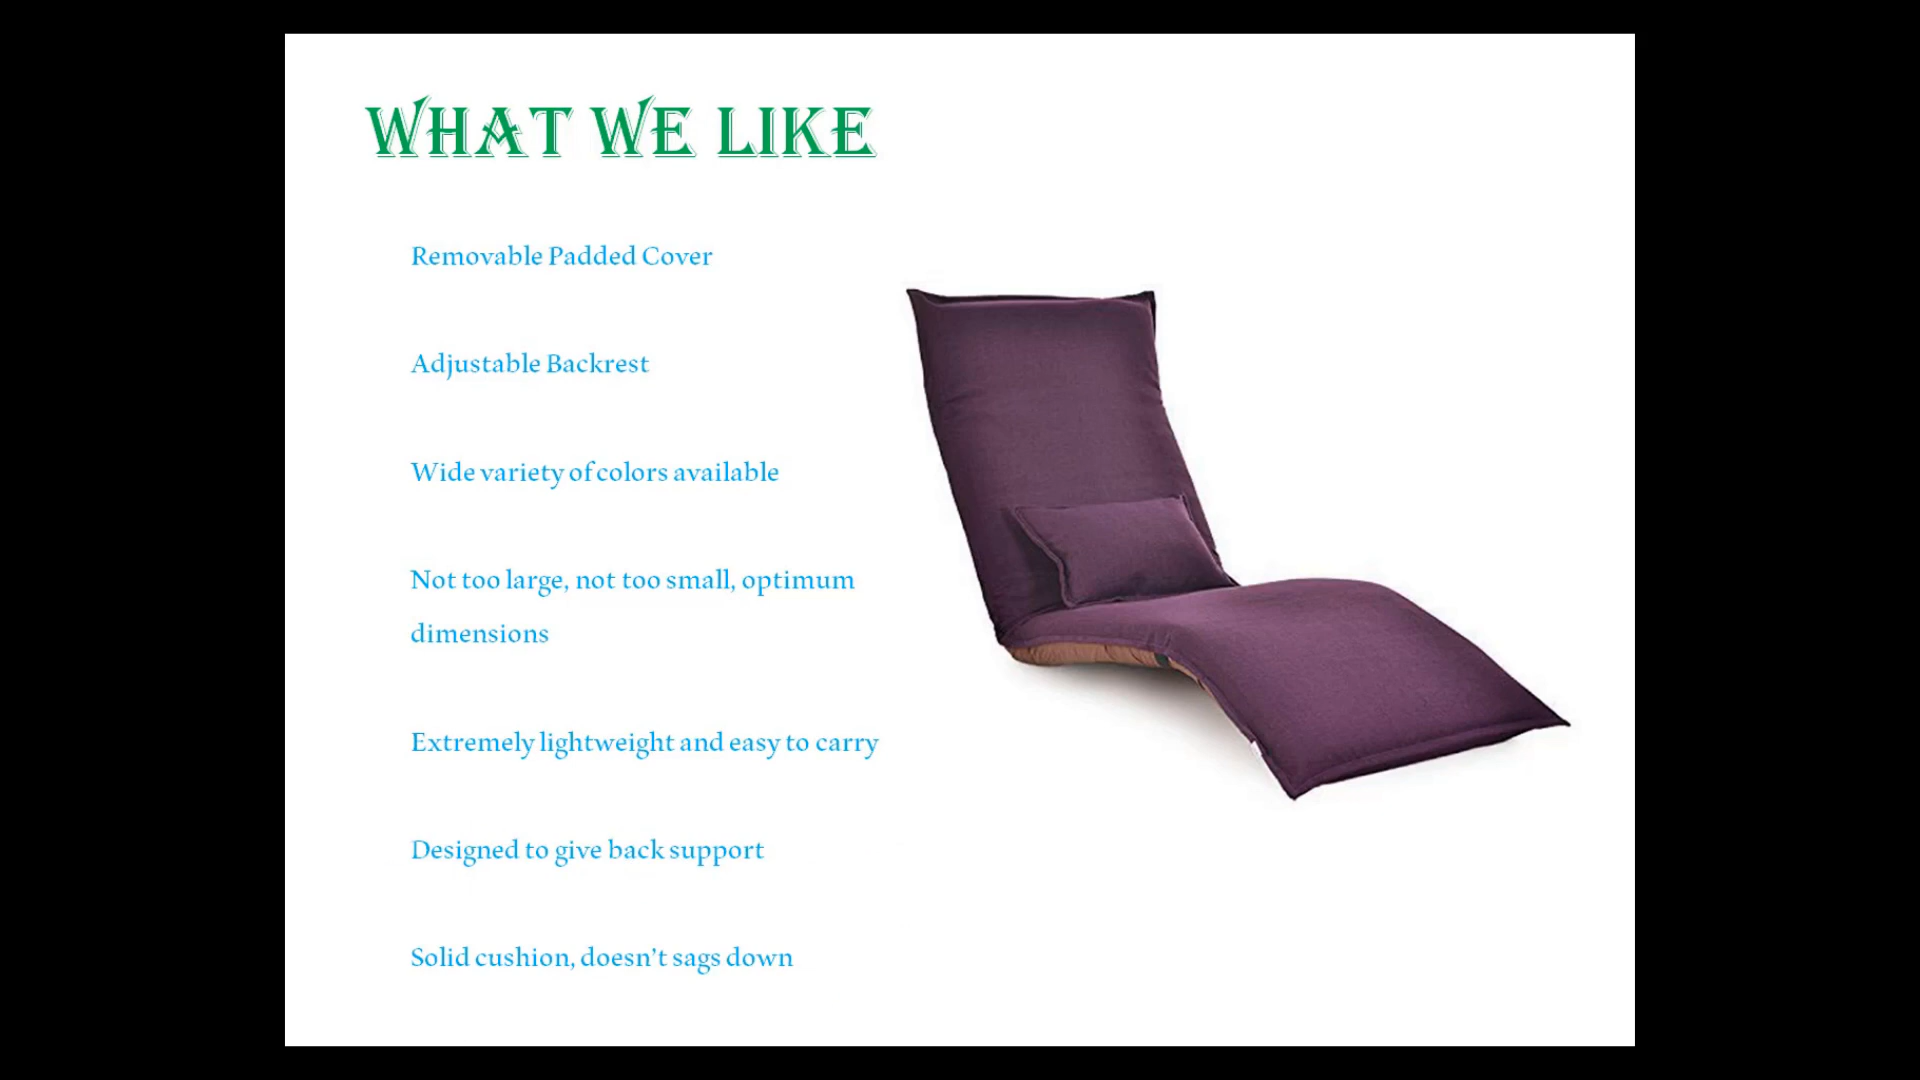 WHAT WE LIKE
Removable Padded Cover
Adjustable Backrest
Wide variety of colors available
Not too large, not too small, optimum
dimensions
Extremely lightweight and easy to carry
Designed to give back support
Solid cushion, doesn’t sags down